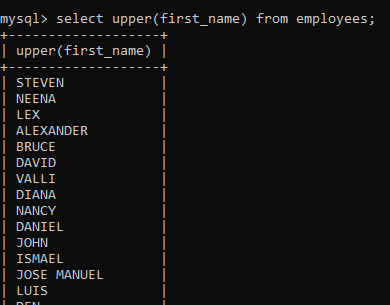 mysql> select upper(first_name) from employees;
+-------------------+
| upper(first_name) |
+-------------------+
| STEVEN            |
| NEENA             |
| LEX               |
| ALEXANDER         |
| BRUCE             |
| DAVID             |
| VALLI             |
| DIANA             |
| NANCY             |
| DANIEL            |
| JOHN              |
| ISMAEL            |
| JOSE MANUEL       |
| LUIS              |